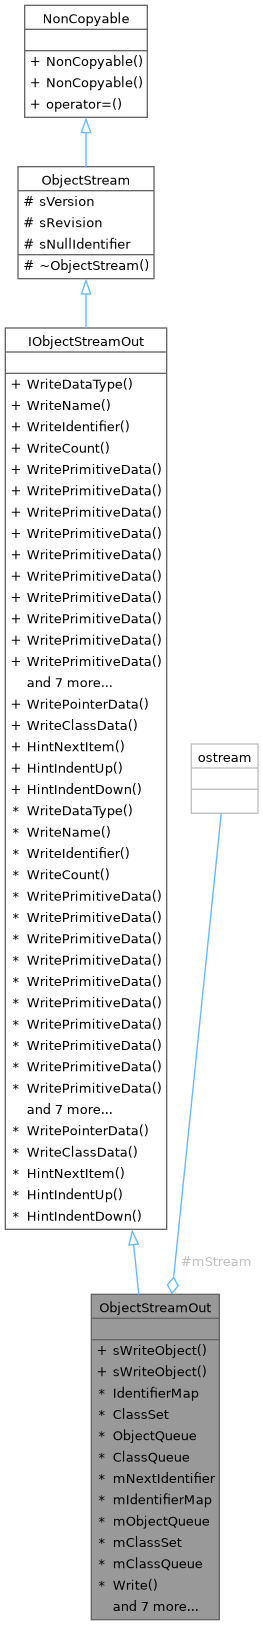 NonCopyable
+ NonCopyable()
+ NonCopyable()
+ operator=()
ObjectStream
# sVersion
# sRevision
# sNullIdentifier
# ~ObjectStream()
IObjectStreamOut
+ WriteDataType()
+ WriteName()
+ WriteIdentifier()
+ WriteCount()
+ WritePrimitiveData()
+ WritePrimitiveData()
+ WritePrimitiveData()
+ WritePrimitiveData()
+ WritePrimitiveData()
+ WritePrimitiveData()
+ WritePrimitiveData()
+ WritePrimitiveData()
+ WritePrimitiveData()
+ WritePrimitiveData()
and 7 more...
+ WritePointerData()
+ WriteClassData()
+ HintNextItem()
+ HintIndentUp()
+ HintIndentDown()
* WriteDataType()
* WriteName()
* WriteIdentifier()
* WriteCount()
* WritePrimitiveData()
* WritePrimitiveData()
* WritePrimitiveData()
* WritePrimitiveData()
* WritePrimitiveData()
* WritePrimitiveData()
* WritePrimitiveData()
* WritePrimitiveData()
* WritePrimitiveData()
* WritePrimitiveData()
and 7 more...
* WritePointerData()
* WriteClassData()
* HintNextItem()
* HintIndentUp()
* HintIndentDown()
ostream
#mStream
ObjectStreamOut
+ sWriteObject()
+ sWriteObject()
* IdentifierMap
* ClassSet
* ObjectQueue
* ClassQueue
* mNextIdentifier
* mIdentifierMap
* mObjectQueue
* mClassSet
* mClassQueue
* Write()
and 7 more...